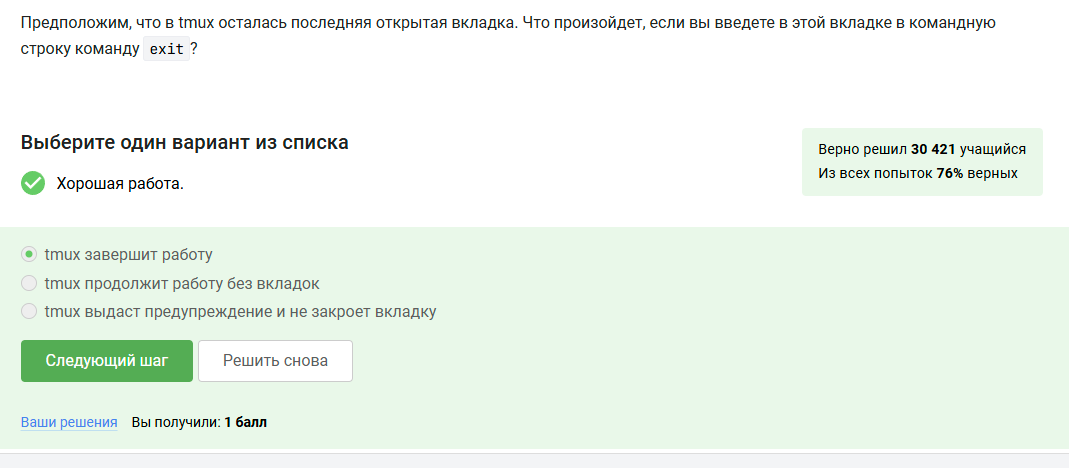 Предположим, что в tmux осталась последняя открытая вкладка. Что произойдет, если вы введете в этой вкладке в командную
строку команду exit ?
Выберите один вариант из списка
Хорошая работа.
Верно решил 30 421 учащийся
Из всех попыток 76% верных
tmux завершит работу
tmux продолжит работу без вкладок
tmux выдаст предупреждение и не закроет вкладку
Следующий шаг
Решить снова
Ваши решения Вы получили: 1 балл